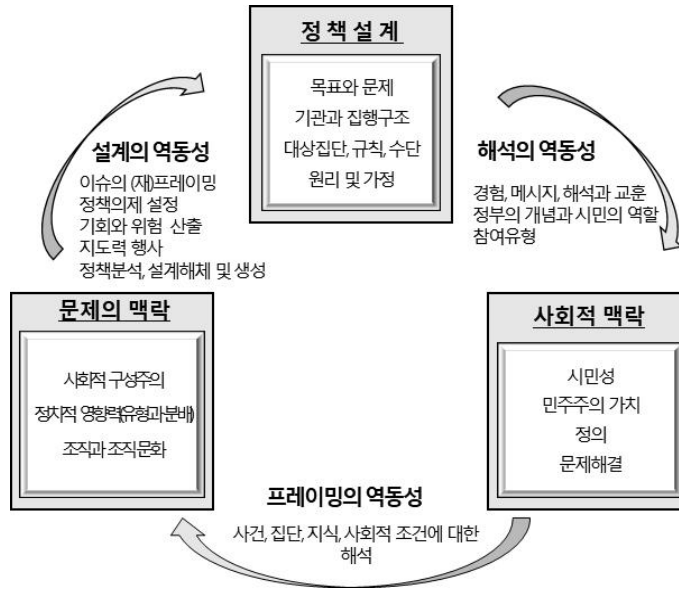 정책설계
목표와 문제
기관과 집행구조
대상집단, 규칙, 수단
원리 및 가정
설계의 역동성
이슈의 (재)프레이밍
정책의제 설정
기회와 위험 산출
지도력 행사
정책분석, 설계해체 및 생성
해석의 역동성
경험, 메시지, 해석과 교훈
정부의 개념과 시민의 역할
참여유형
문제의 맥락
사회적 구성주의
정치적 영향력(유형과 분배)
조직과 조직문화
사회적 맥락
시민성
민주주의 가치
정의
문제해결
프레이밍의 역동성
사건, 집단, 지식, 사회적 조건에 대한
해석